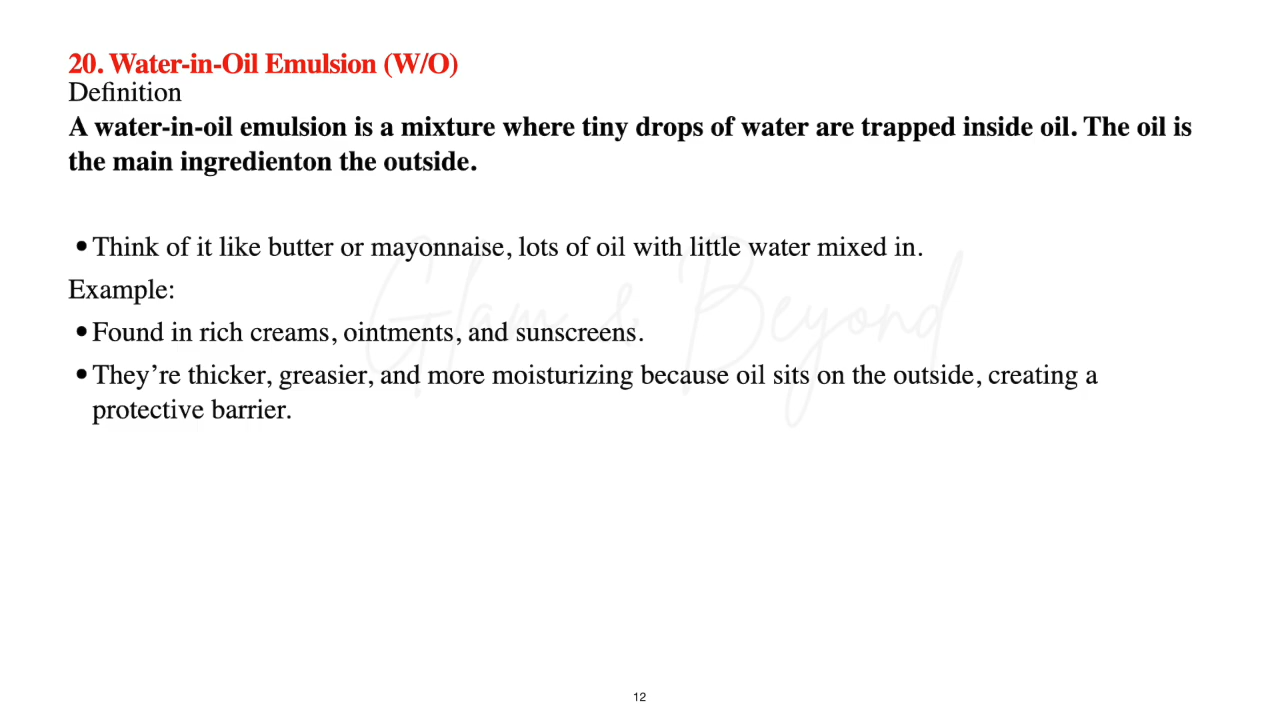 20. Water-in-Oil Emulsion (W/O)
Definition
A water-in-oil emulsion is a mixture where tiny drops of water are trapped inside oil. The oil is
the main ingredienton the outside.
• Think of it like butter or mayonnaise, lots of oil with little water mixed in.
Example:
• Found in rich creams, ointments, and sunscreens.
• They’re thicker, greasier, and more moisturizing because oil sits on the outside, creating a
protective barrier.
Glam & Beyond
12